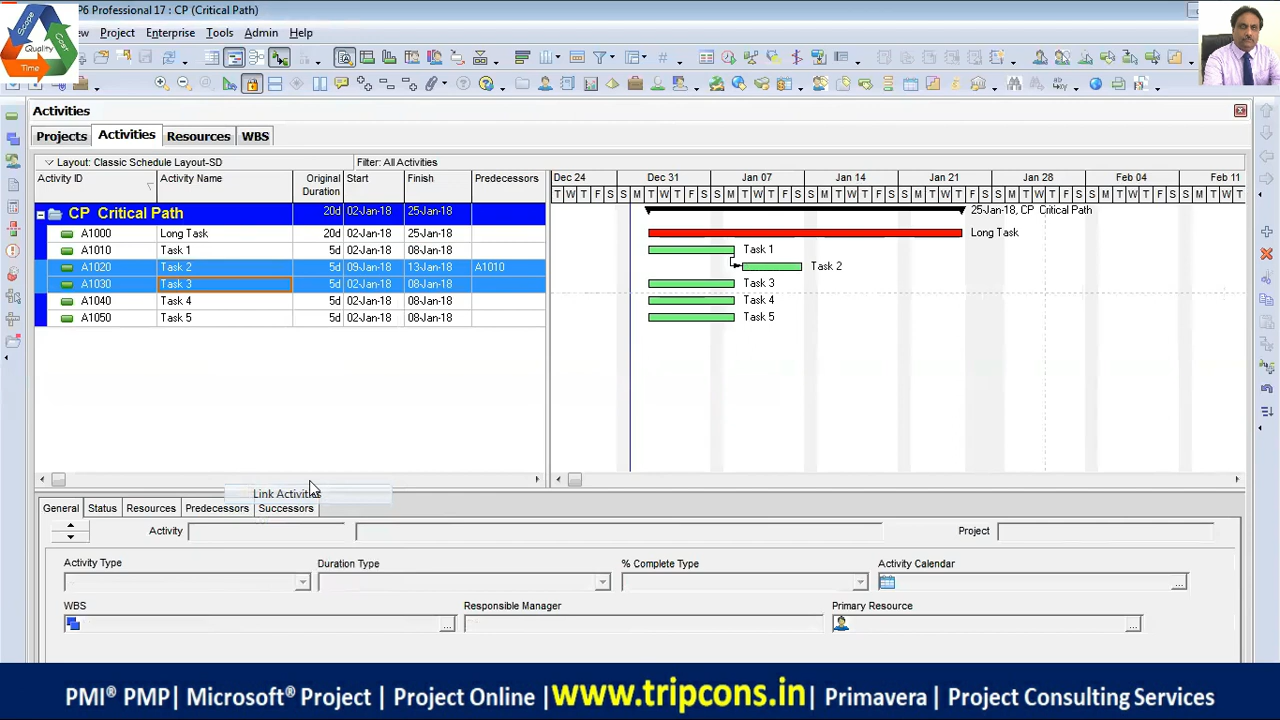 P6 Professional 17 : CP (Critical Path)
Project Enterprise Tools Admin Help
Scope
Quality
Cost
Time
Activities
Projects Activities Resources WBS
Layout: Classic Schedule Layout-SD Filter: All Activities
Activity ID Activity Name Original Duration Start Finish Predecessors
Dec 24 Dec 31 Jan 07 Jan 14 Jan 21 Jan 28 Feb 04 Feb 11
T W T F S S M T W T F S S M T W T F S S M T W T F S S M T W T F S S M T W T F S S M T W T F S S M T W T
CP Critical Path 20d 02-Jan-18 25-Jan-18
A1000 Long Task 20d 02-Jan-18 25-Jan-18
A1010 Task 1 5d 02-Jan-18 08-Jan-18
A1020 Task 2 5d 09-Jan-18 13-Jan-18 A1010
A1030 Task 3 5d 02-Jan-18 08-Jan-18
A1040 Task 4 5d 02-Jan-18 08-Jan-18
A1050 Task 5 5d 02-Jan-18 08-Jan-18
25-Jan-18, CP Critical Path
Long Task
Task 1
Task 2
Task 3
Task 4
Task 5
Link Activities
General Status Resources Predecessors Successors
Activity Project
Activity Type Duration Type % Complete Type Activity Calendar
WBS Responsible Manager Primary Resource
PMI® PMP| Microsoft® Project | Project Online |www.tripcons.in| Primavera | Project Consulting Services